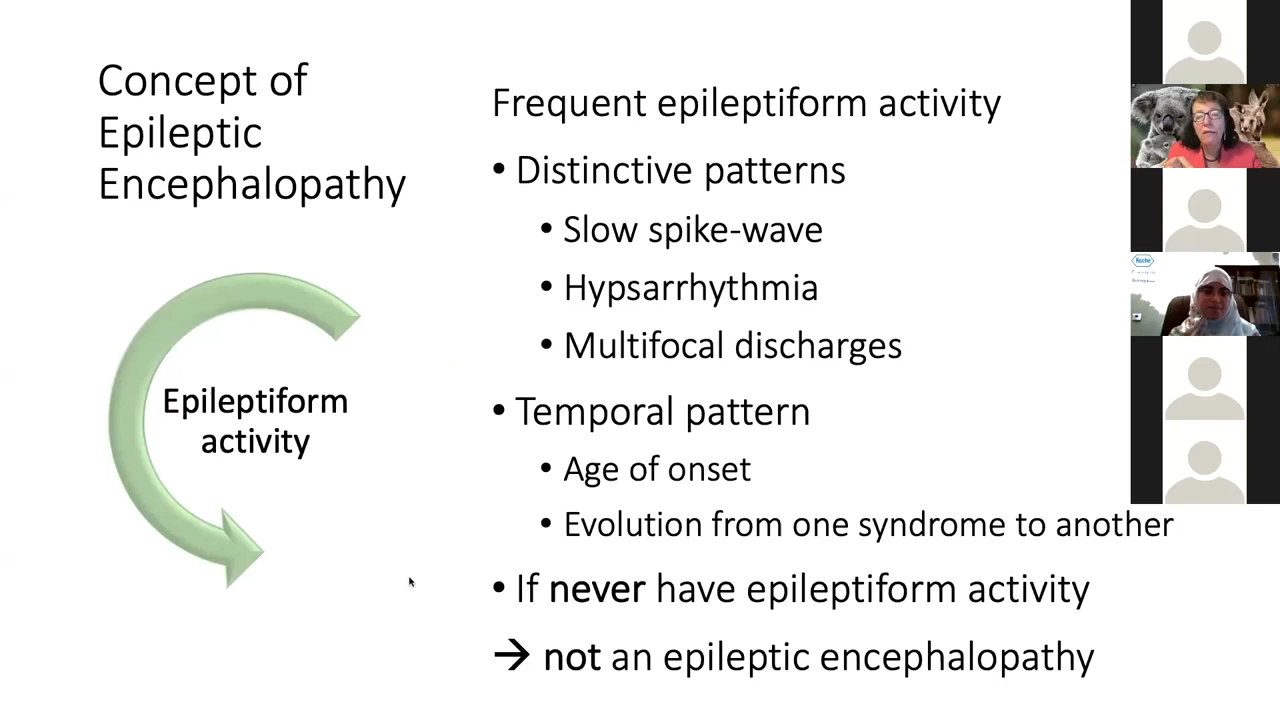 Concept of
Epileptic
Encephalopathy
Epileptiform
activity
Frequent epileptiform activity
• Distinctive patterns
• Slow spike-wave
• Hypsarrhythmia
• Multifocal discharges
• Temporal pattern
• Age of onset
• Evolution from one syndrome to another
• If never have epileptiform activity
→ not an epileptic encephalopathy
Roche